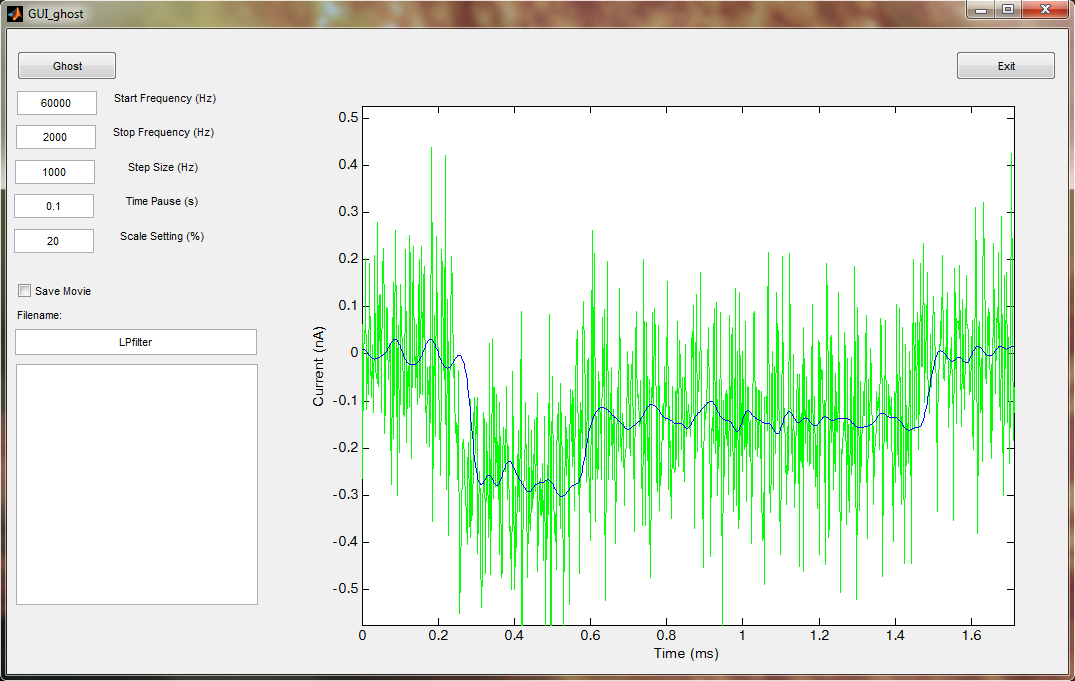 GUI_ghost
Ghost
Exit
60000 Start Frequency (Hz)
2000 Stop Frequency (Hz)
1000 Step Size (Hz)
0.1 Time Pause (s)
20 Scale Setting (%)
Save Movie
Filename:
LPfilter
0.5
0.4
0.3
0.2
0.1
0
-0.1
-0.2
-0.3
-0.4
-0.5
Current (nA)
0 0.2 0.4 0.6 0.8 1 1.2 1.4 1.6
Time (ms)